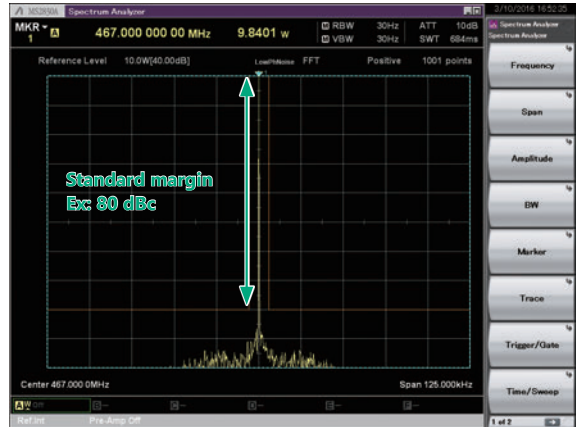 MS2830A Spectrum Analyzer
3/10/2016 16:52:35
MKR 1 A 467.000 000 00 MHz 9.8401 W
RBW 30Hz ATT 10dB
VBW 30Hz SWT 684ms
Spectrum Analyzer
Spectrum Analyzer
Reference Level 10.0W[40.00dB] LowPhNoise FFT Positive 1001 points
Frequency
Span
Amplitude
Standard margin
Ex: 80 dBc
BW
Marker
Trace
Trigger/Gate
Center 467.000 0MHz Span 125.000kHz
Time/Sweep
Ref.Int Pre-Amp Off
1 of 2